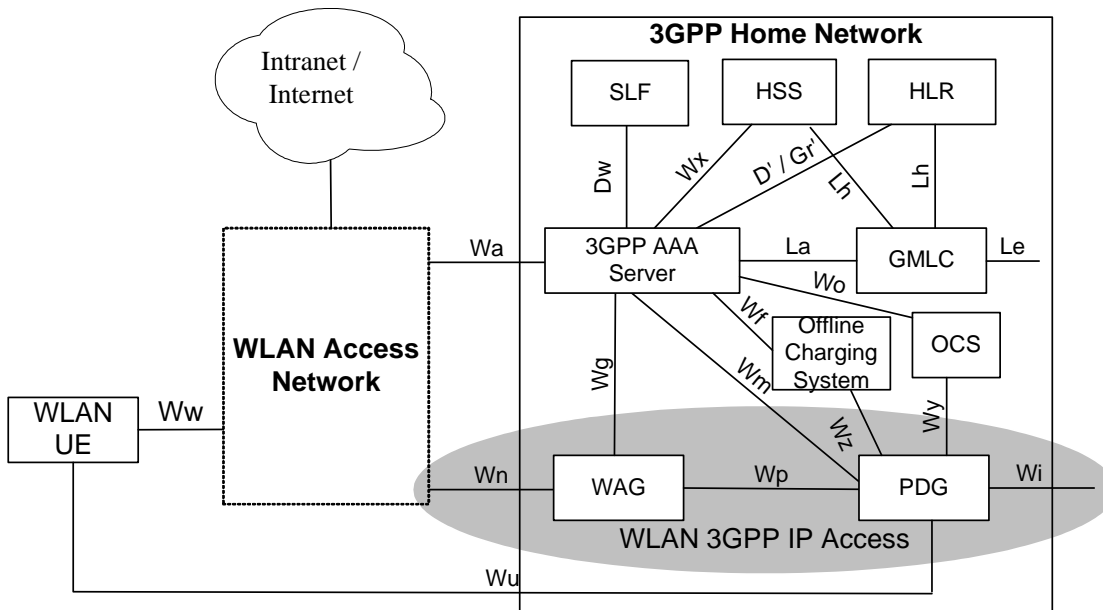 3GPP Home Network
Intranet /
Internet
SLF
HSS
HLR
Dw
Wx
D' / Gr'
Lh
Lh
Wa
3GPP AAA
Server
La
GMLC
Le
Wo
Wf
Offline
Charging
System
OCS
WLAN Access
Network
Wg
Wm
WLAN
UE
Ww
Wz
Wy
Wn
WAG
Wp
PDG
Wi
WLAN 3GPP IP Access
Wu